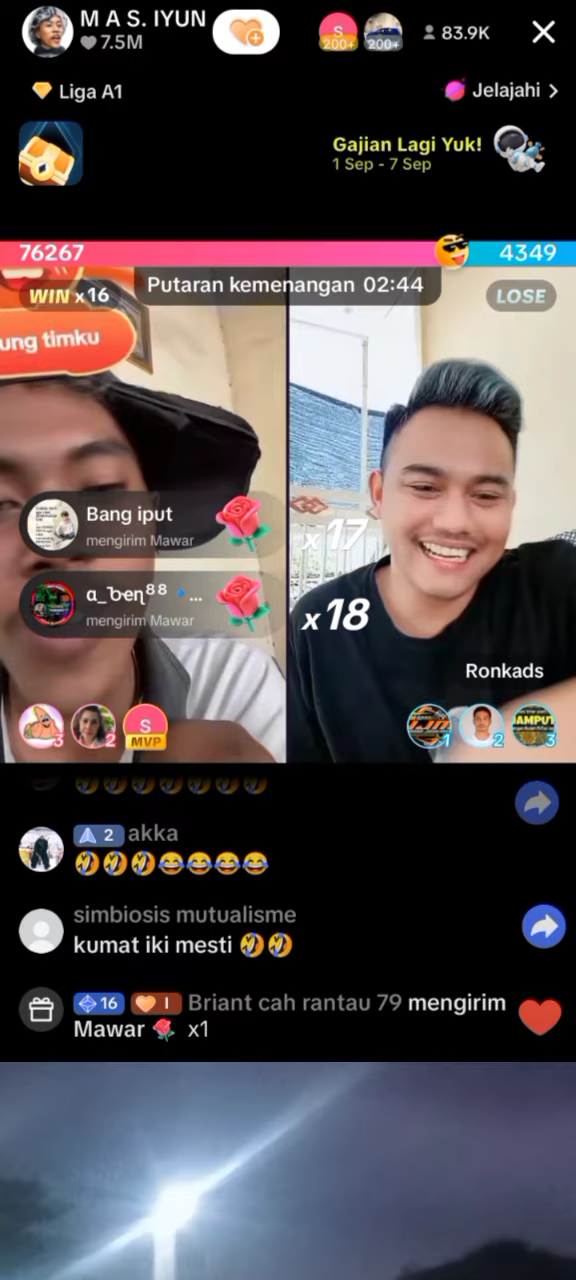 M A S. IYUN
7.5M
S
200+
200+
83.9K
Liga A1
Jelajahi
Gajian Lagi Yuk!
1 Sep - 7 Sep
76267
4349
Putaran kemenangan 02:44
WIN x16
LOSE
ung timku
Bang iput
mengirim Mawar
x17
ɑ_Ⴆҽɳ⁸⁸ ...
mengirim Mawar
x18
Ronkads
3
2
S
MVP
1
2
AMPUT
3
2 akka
🤣🤣🤣😂😂😂😂
simbiosis mutualisme
kumat iki mesti 🤣🤣
16 I Briant cah rantau 79 mengirim
Mawar 🌹 x1